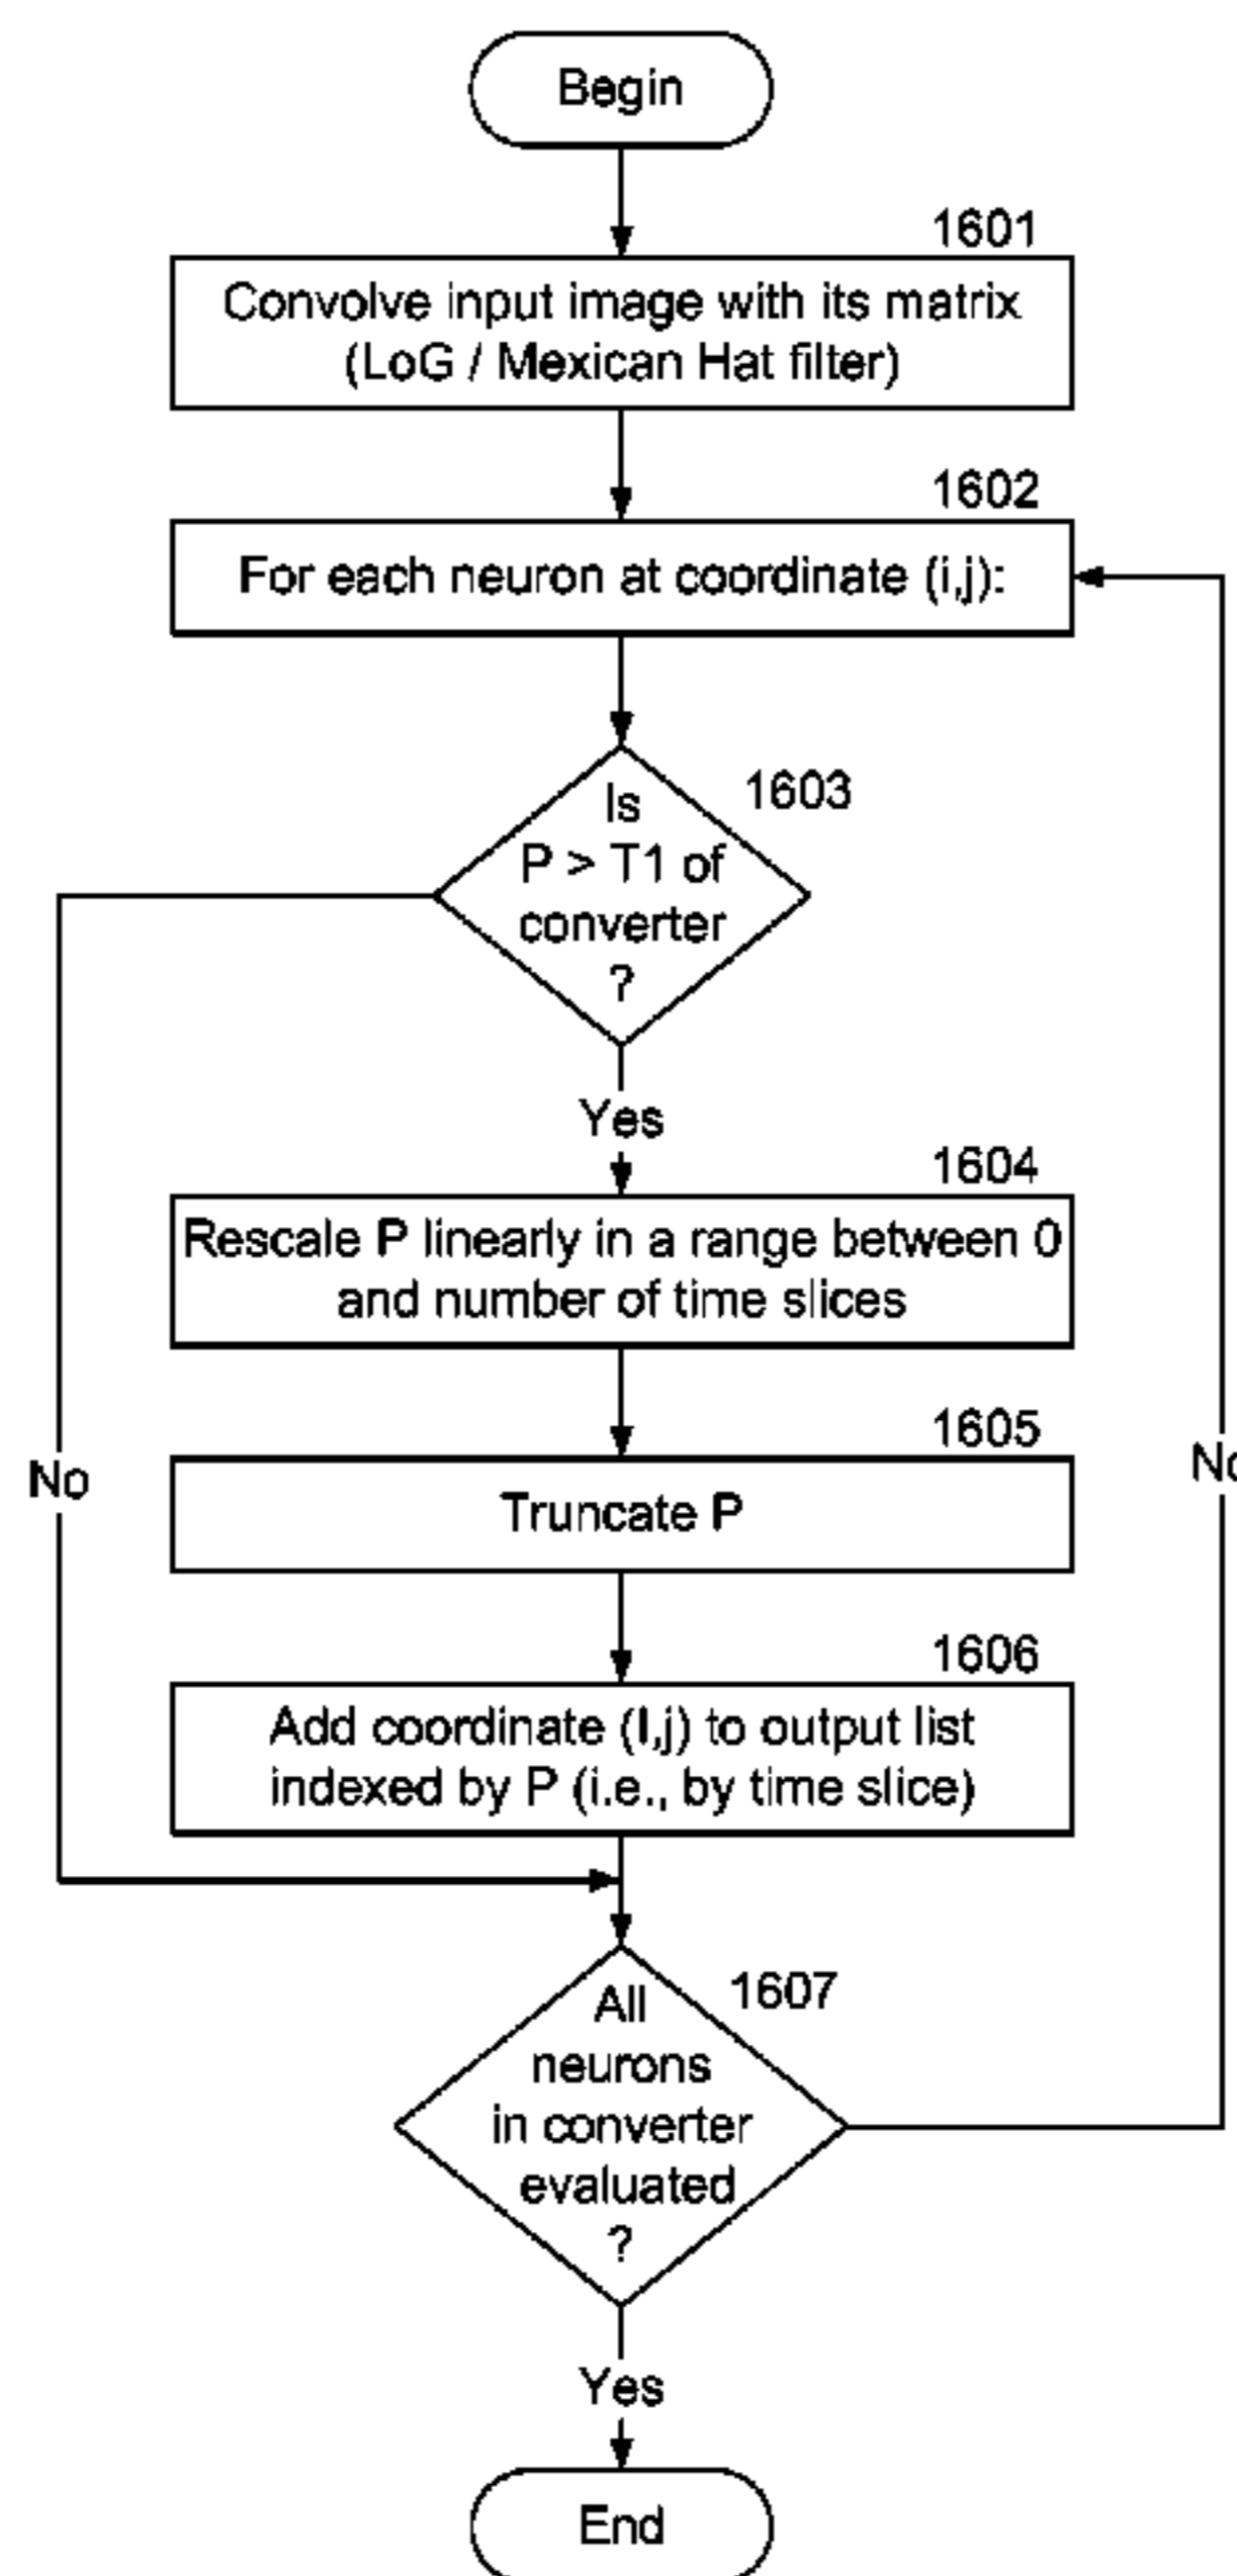 Begin
1601
Convolve input image with its matrix
(LoG / Mexican Hat filter)
1602
For each neuron at coordinate (i,j):
1603
Is
P > T1 of
converter
?
Yes
1604
Rescale P linearly in a range between 0
and number of time slices
1605
No
No
Truncate P
1606
Add coordinate (I,j) to output list
indexed by P (i.e., by time slice)
1607
All
neurons
in converter
evaluated
?
Yes
End